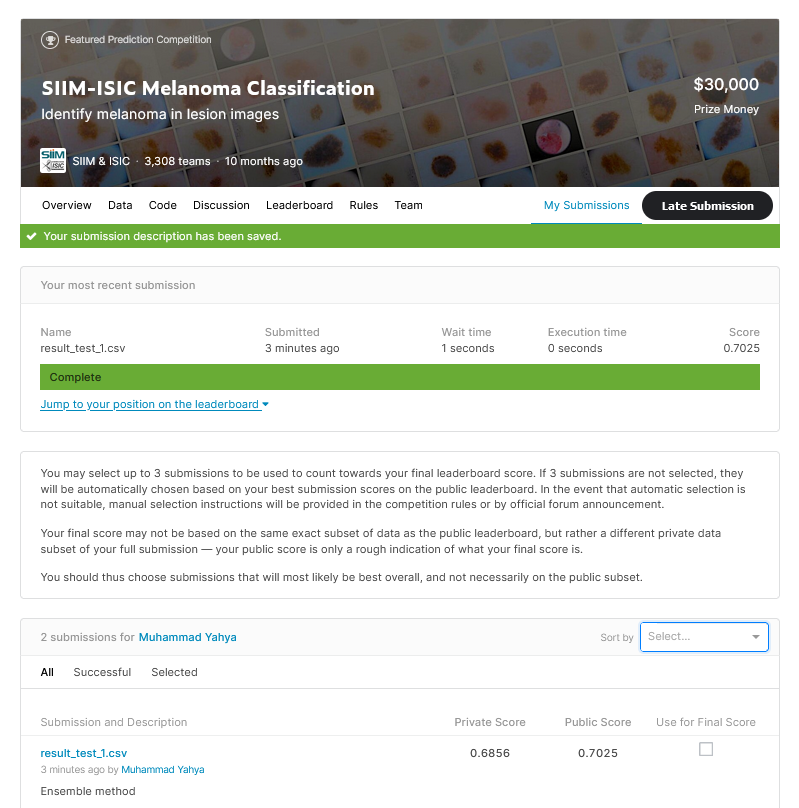 Featured Prediction Competition
SIIM-ISIC Melanoma Classification
Identify melanoma in lesion images
$30,000
Prize Money
SIIM
ISIC
SIIM & ISIC · 3,308 teams · 10 months ago
Overview Data Code Discussion Leaderboard Rules Team My Submissions Late Submission
Your submission description has been saved.
Your most recent submission
Name Submitted Wait time Execution time Score
result_test_1.csv 3 minutes ago 1 seconds 0 seconds 0.7025
Complete
Jump to your position on the leaderboard
You may select up to 3 submissions to be used to count towards your final leaderboard score. If 3 submissions are not selected, they
will be automatically chosen based on your best submission scores on the public leaderboard. In the event that automatic selection is
not suitable, manual selection instructions will be provided in the competition rules or by official forum announcement.
Your final score may not be based on the same exact subset of data as the public leaderboard, but rather a different private data
subset of your full submission — your public score is only a rough indication of what your final score is.
You should thus choose submissions that will most likely be best overall, and not necessarily on the public subset.
2 submissions for Muhammad Yahya Sort by Select...
All Successful Selected
Submission and Description Private Score Public Score Use for Final Score
result_test_1.csv 0.6856 0.7025
3 minutes ago by Muhammad Yahya
Ensemble method